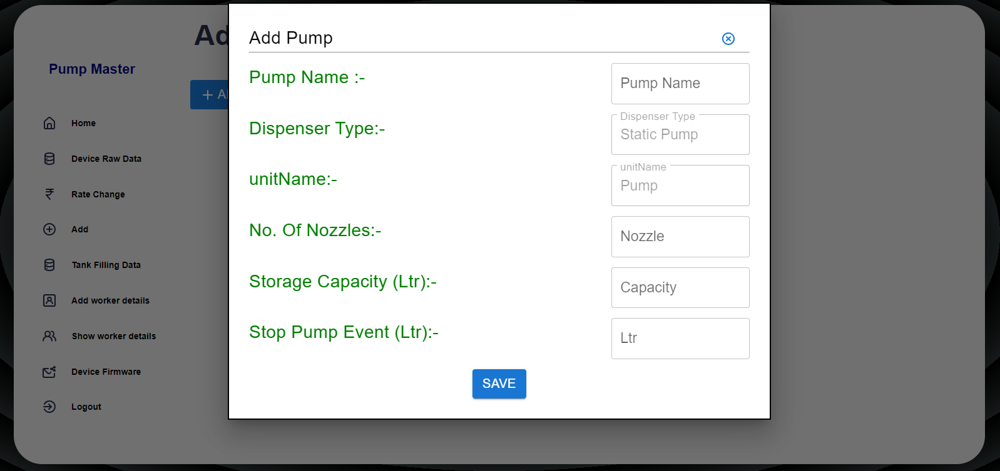 Ad
Pump Master
+ A
Home
Device Raw Data
Rate Change
Add
Tank Filling Data
Add worker details
Show worker details
Device Firmware
Logout
Add Pump
Pump Name :-
Pump Name
Dispenser Type:-
Dispenser Type
Static Pump
unitName:-
unitName
Pump
No. Of Nozzles:-
Nozzle
Storage Capacity (Ltr):-
Capacity
Stop Pump Event (Ltr):-
Ltr
SAVE